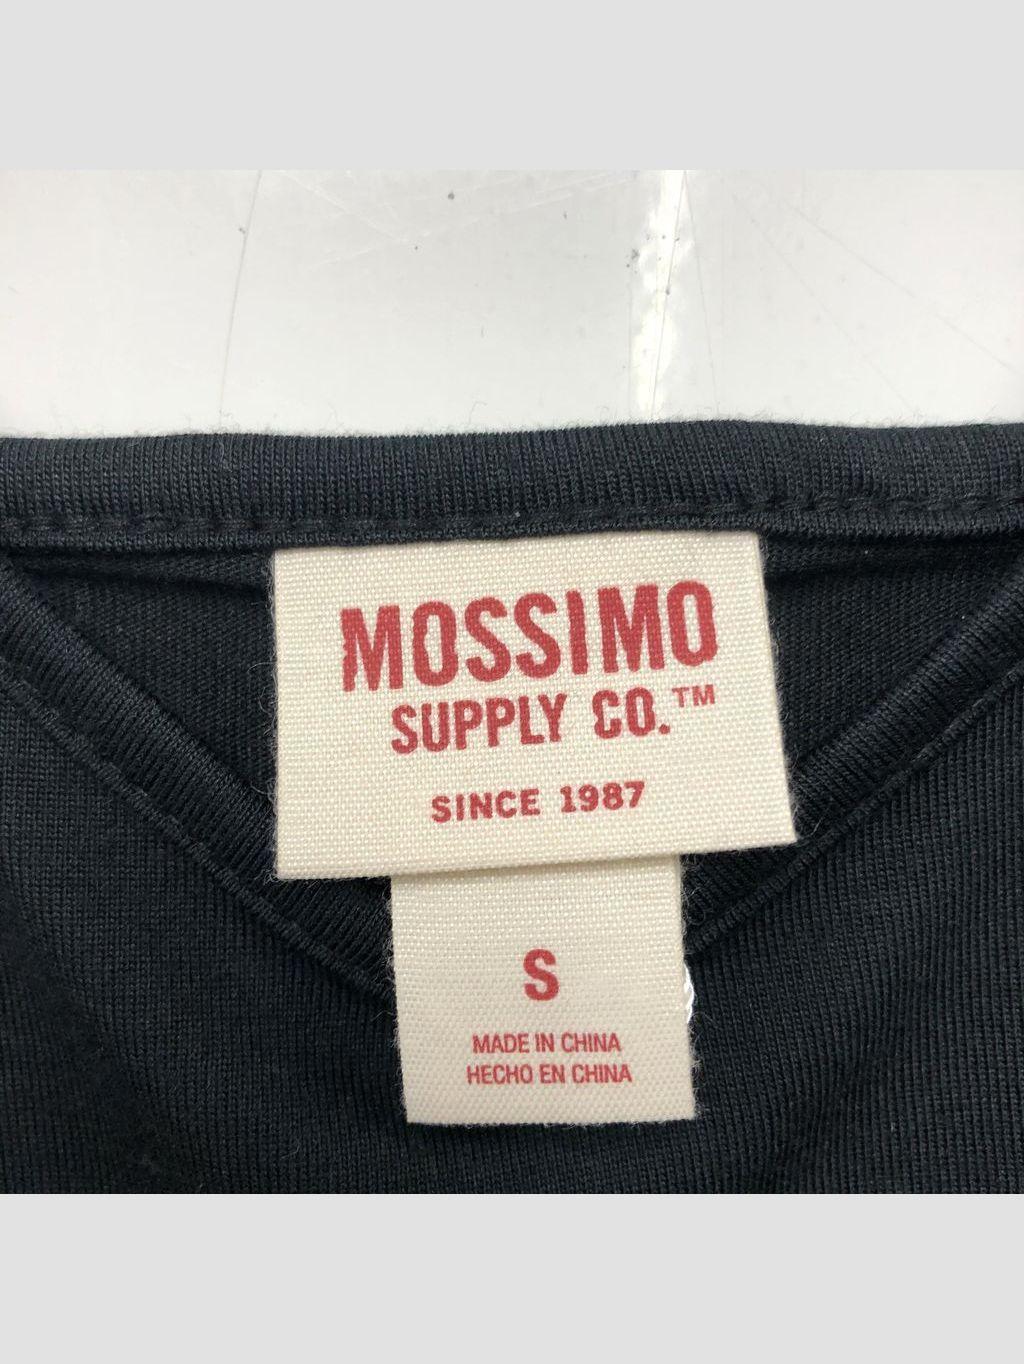 MOSSIMO
SUPPLY CO.™
SINCE 1987
S
MADE IN CHINA
HECHO EN CHINA